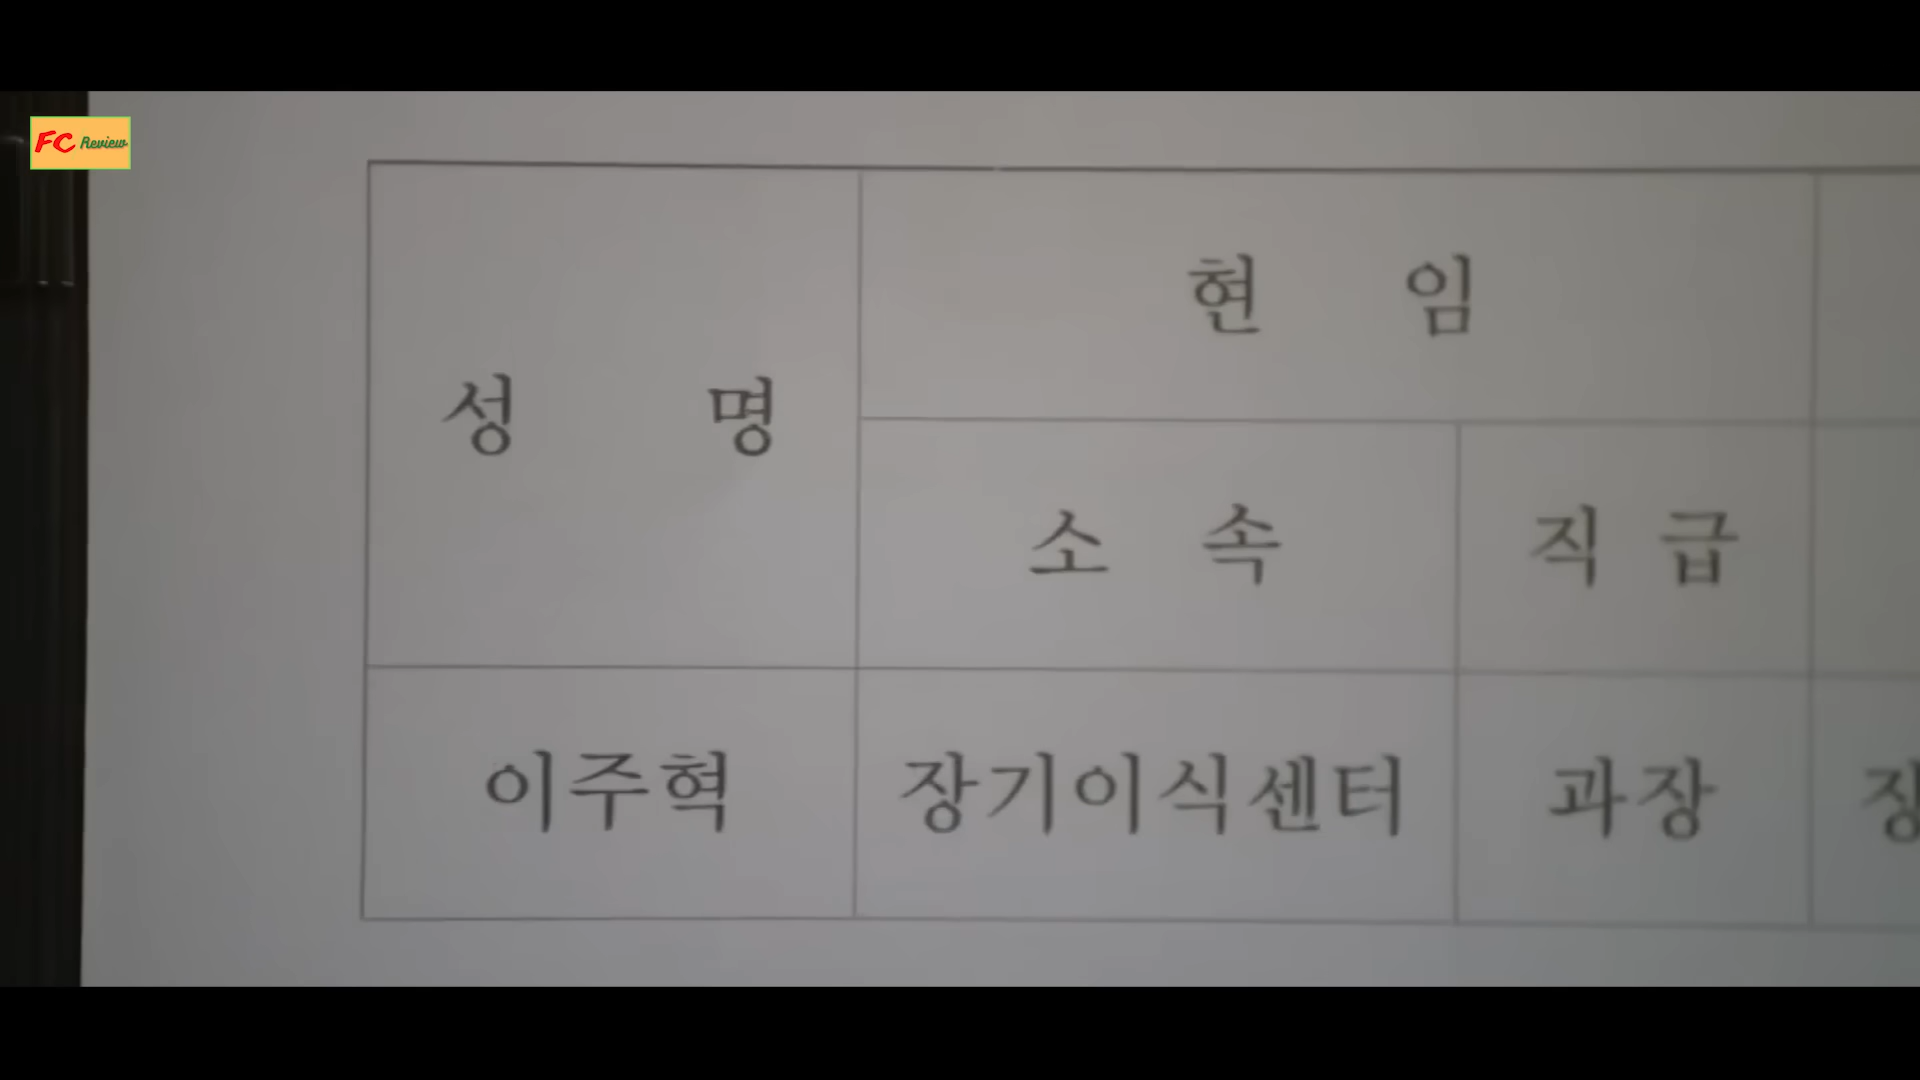 FC Review
현 임
성 명
소 속 직 급
이주혁 장기이식센터 과장